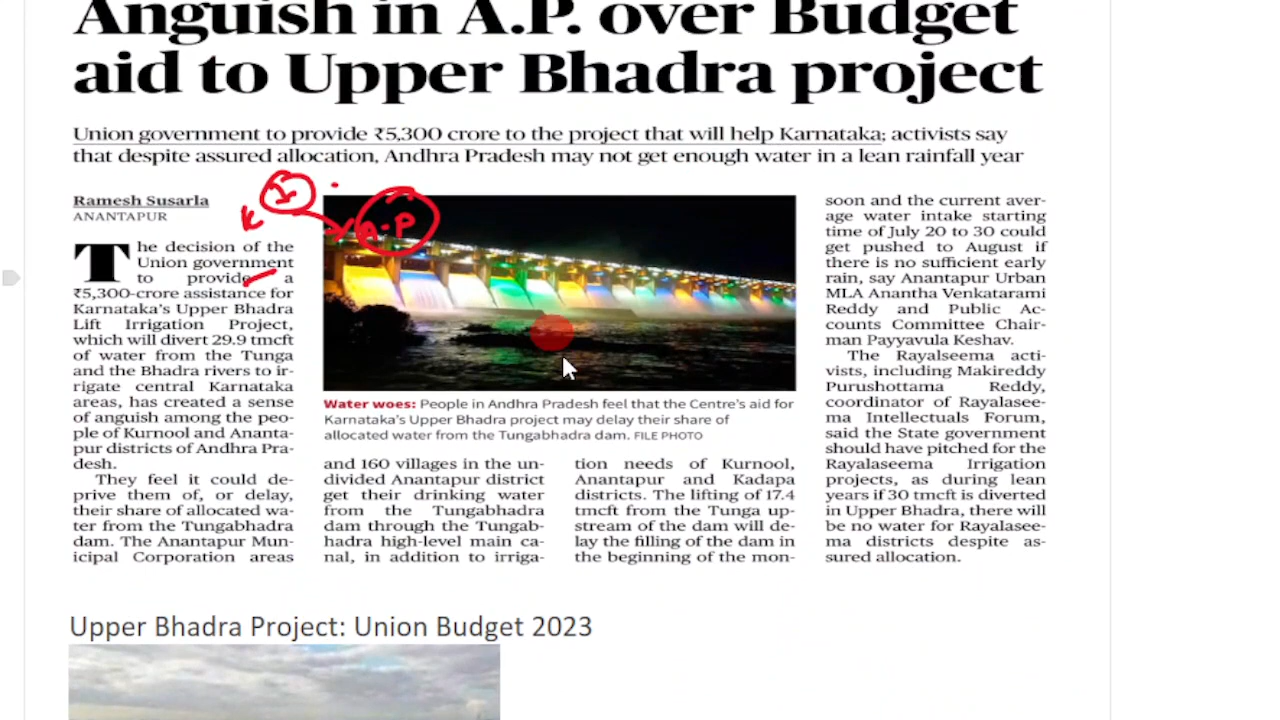 Anguish in A.P. over Budget
aid to Upper Bhadra project
Union government to provide ₹5,300 crore to the project that will help Karnataka; activists say
that despite assured allocation, Andhra Pradesh may not get enough water in a lean rainfall year
Ramesh Susarla
ANANTAPUR
The decision of the
Union government
to provide a
₹5,300-crore assistance for
Karnataka's Upper Bhadra
Lift Irrigation Project,
which will divert 29.9 tmcft
of water from the Tunga
and the Bhadra rivers to ir-
rigate central Karnataka
areas, has created a sense
of anguish among the peo-
ple of Kurnool and Ananta-
pur districts of Andhra Pra-
desh.
They feel it could de-
prive them of, or delay,
their share of allocated wa-
ter from the Tungabhadra
dam. The Anantapur Mun-
icipal Corporation areas
K
A.P
Water woes: People in Andhra Pradesh feel that the Centre's aid for
Karnataka's Upper Bhadra project may delay their share of
allocated water from the Tungabhadra dam. FILE PHOTO
and 160 villages in the un-
divided Anantapur district
get their drinking water
from the Tungabhadra
dam through the Tungab-
hadra high-level main ca-
nal, in addition to irriga-
tion needs of Kurnool,
Anantapur and Kadapa
districts. The lifting of 17.4
tmcft from the Tunga up-
stream of the dam will de-
lay the filling of the dam in
the beginning of the mon-
soon and the current aver-
age water intake starting
time of July 20 to 30 could
get pushed to August if
there is no sufficient early
rain, say Anantapur Urban
MLA Anantha Venkatarami
Reddy and Public Ac-
counts Committee Chair-
man Payyavula Keshav.
The Rayalseema acti-
vists, including Makireddy
Purushottama Reddy,
coordinator of Rayalasee-
ma Intellectuals Forum,
said the State government
should have pitched for the
Rayalaseema Irrigation
projects, as during lean
years if 30 tmcft is diverted
in Upper Bhadra, there will
be no water for Rayalasee-
ma districts despite as-
sured allocation.
Upper Bhadra Project: Union Budget 2023